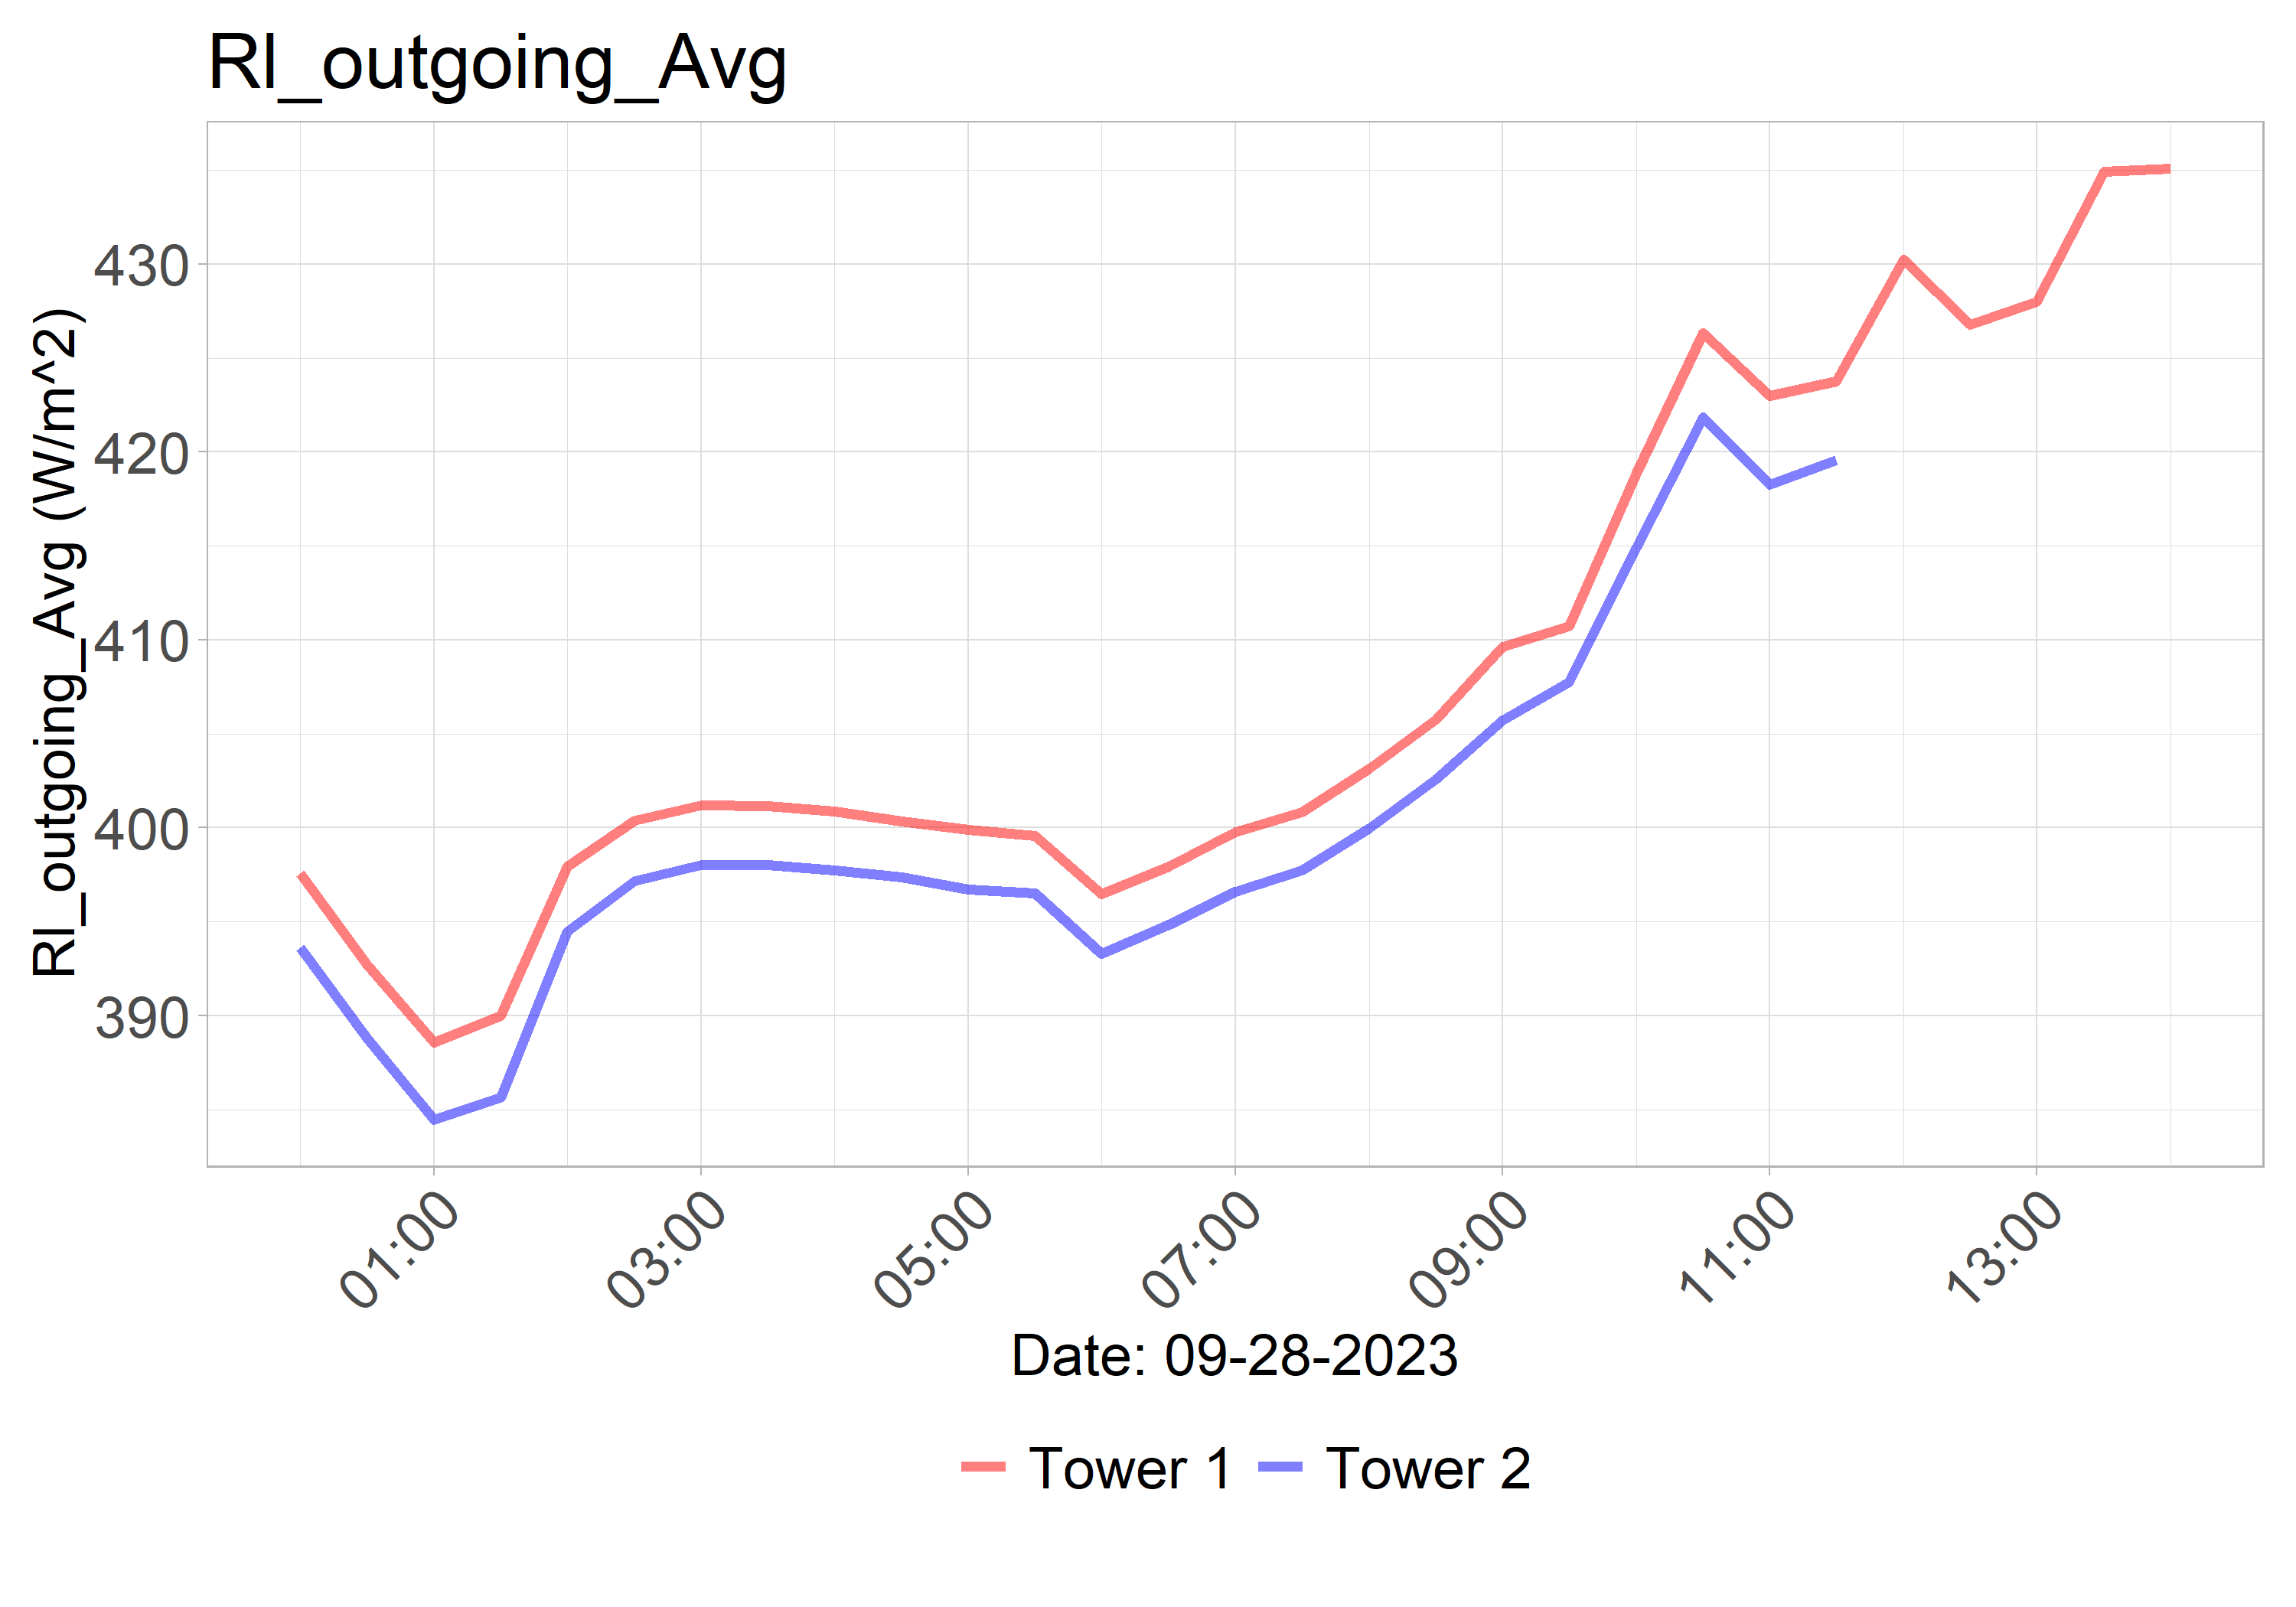 Rl_outgoing_Avg
Rl_outgoing_Avg (W/m^2)
430
420
410
400
390
01:00 03:00 05:00 07:00 09:00 11:00 13:00
Date: 09-28-2023
Tower 1 Tower 2